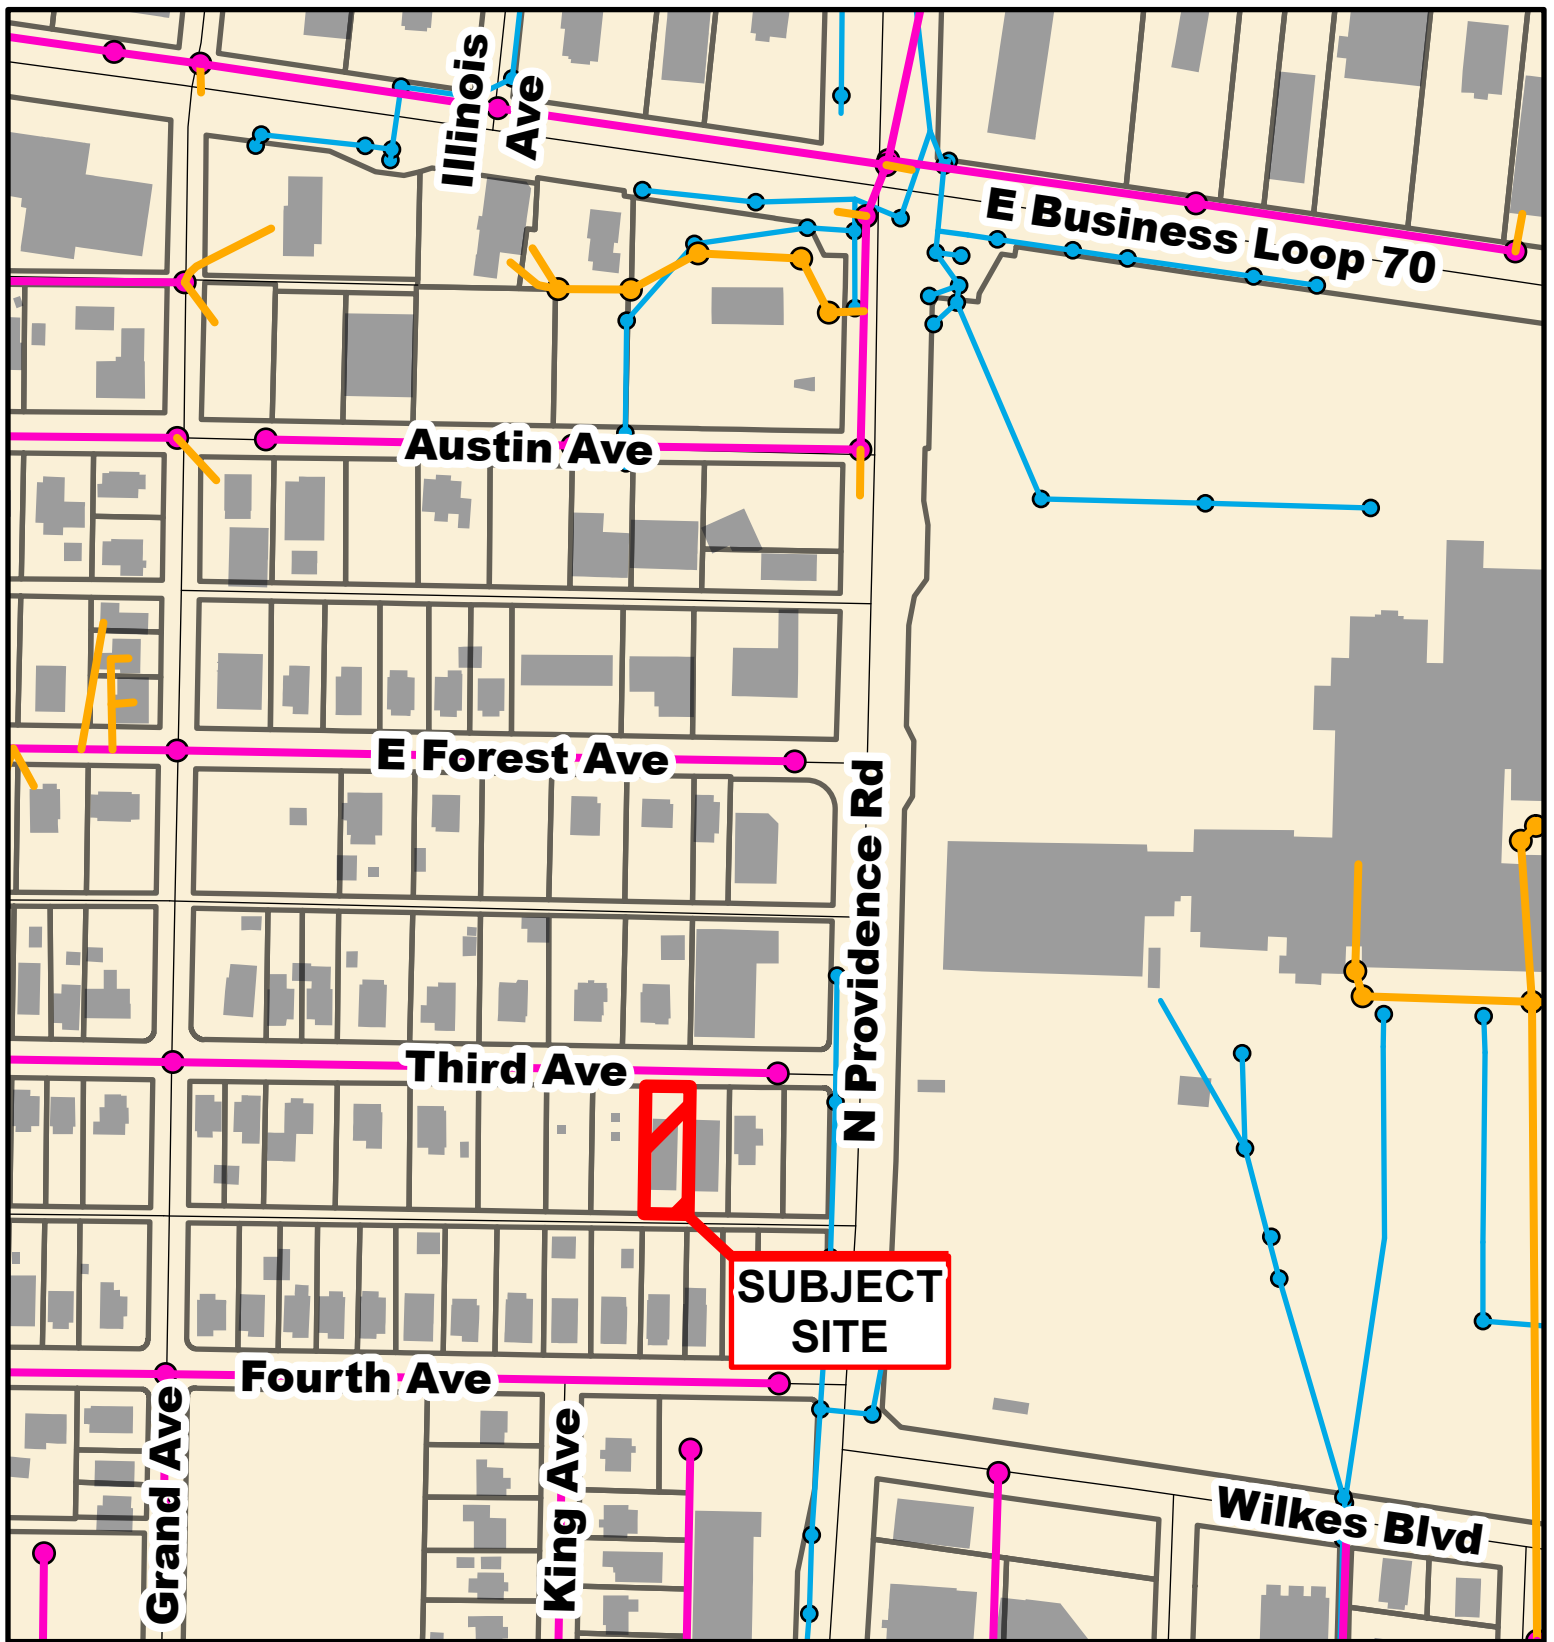 Illinois
Ave
E Business Loop 70
Austin Ave
E Forest Ave
N Providence Rd
Third Ave
SUBJECT
SITE
Fourth Ave
Grand Ave
King Ave
Wilkes Blvd